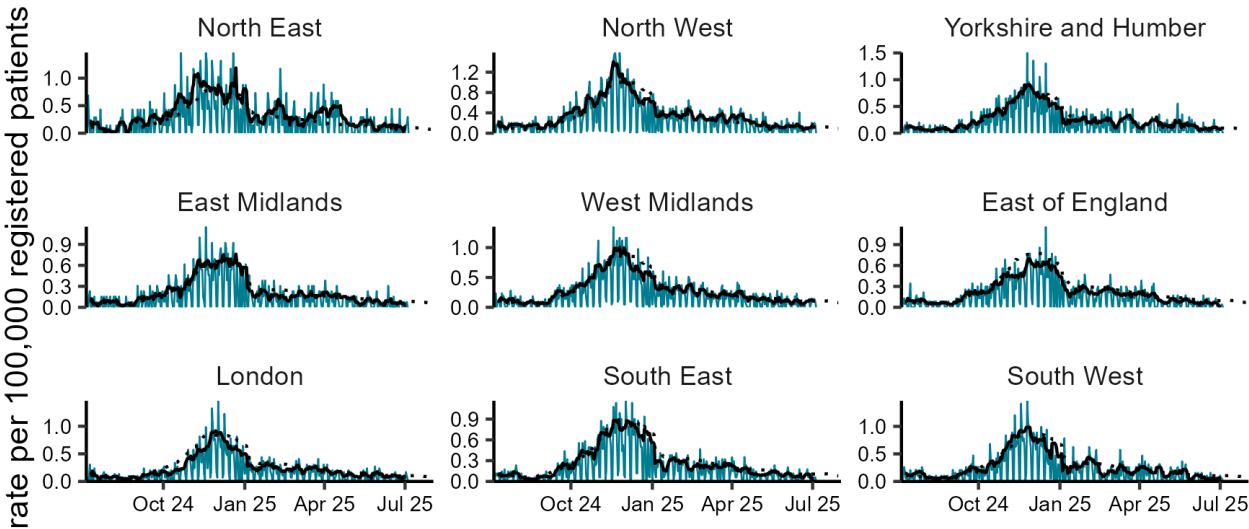 rate per 100,000 registered patients
North East
North West
Yorkshire and Humber
1.0
0.5
0.0
1.2
0.8
0.4
0.0
1.5
1.0
0.5
0.0
East Midlands
West Midlands
East of England
0.9
0.6
0.3
0.0
1.0
0.5
0.0
0.9
0.6
0.3
0.0
London
South East
South West
1.0
0.5
0.0
0.9
0.6
0.3
0.0
1.0
0.5
0.0
Oct 24 Jan 25 Apr 25 Jul 25
Oct 24 Jan 25 Apr 25 Jul 25
Oct 24 Jan 25 Apr 25 Jul 25